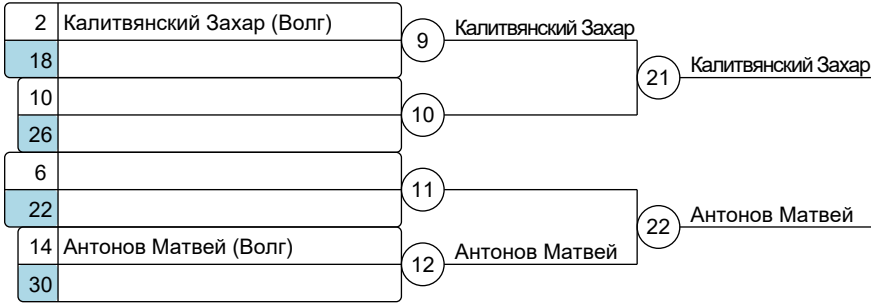 2 Калитвянский Захар (Волг)
9 Калитвянский Захар
18
21 Калитвянский Захар
10
10
26
6
11
22
22 Антонов Матвей
14 Антонов Матвей (Волг)
12 Антонов Матвей
30